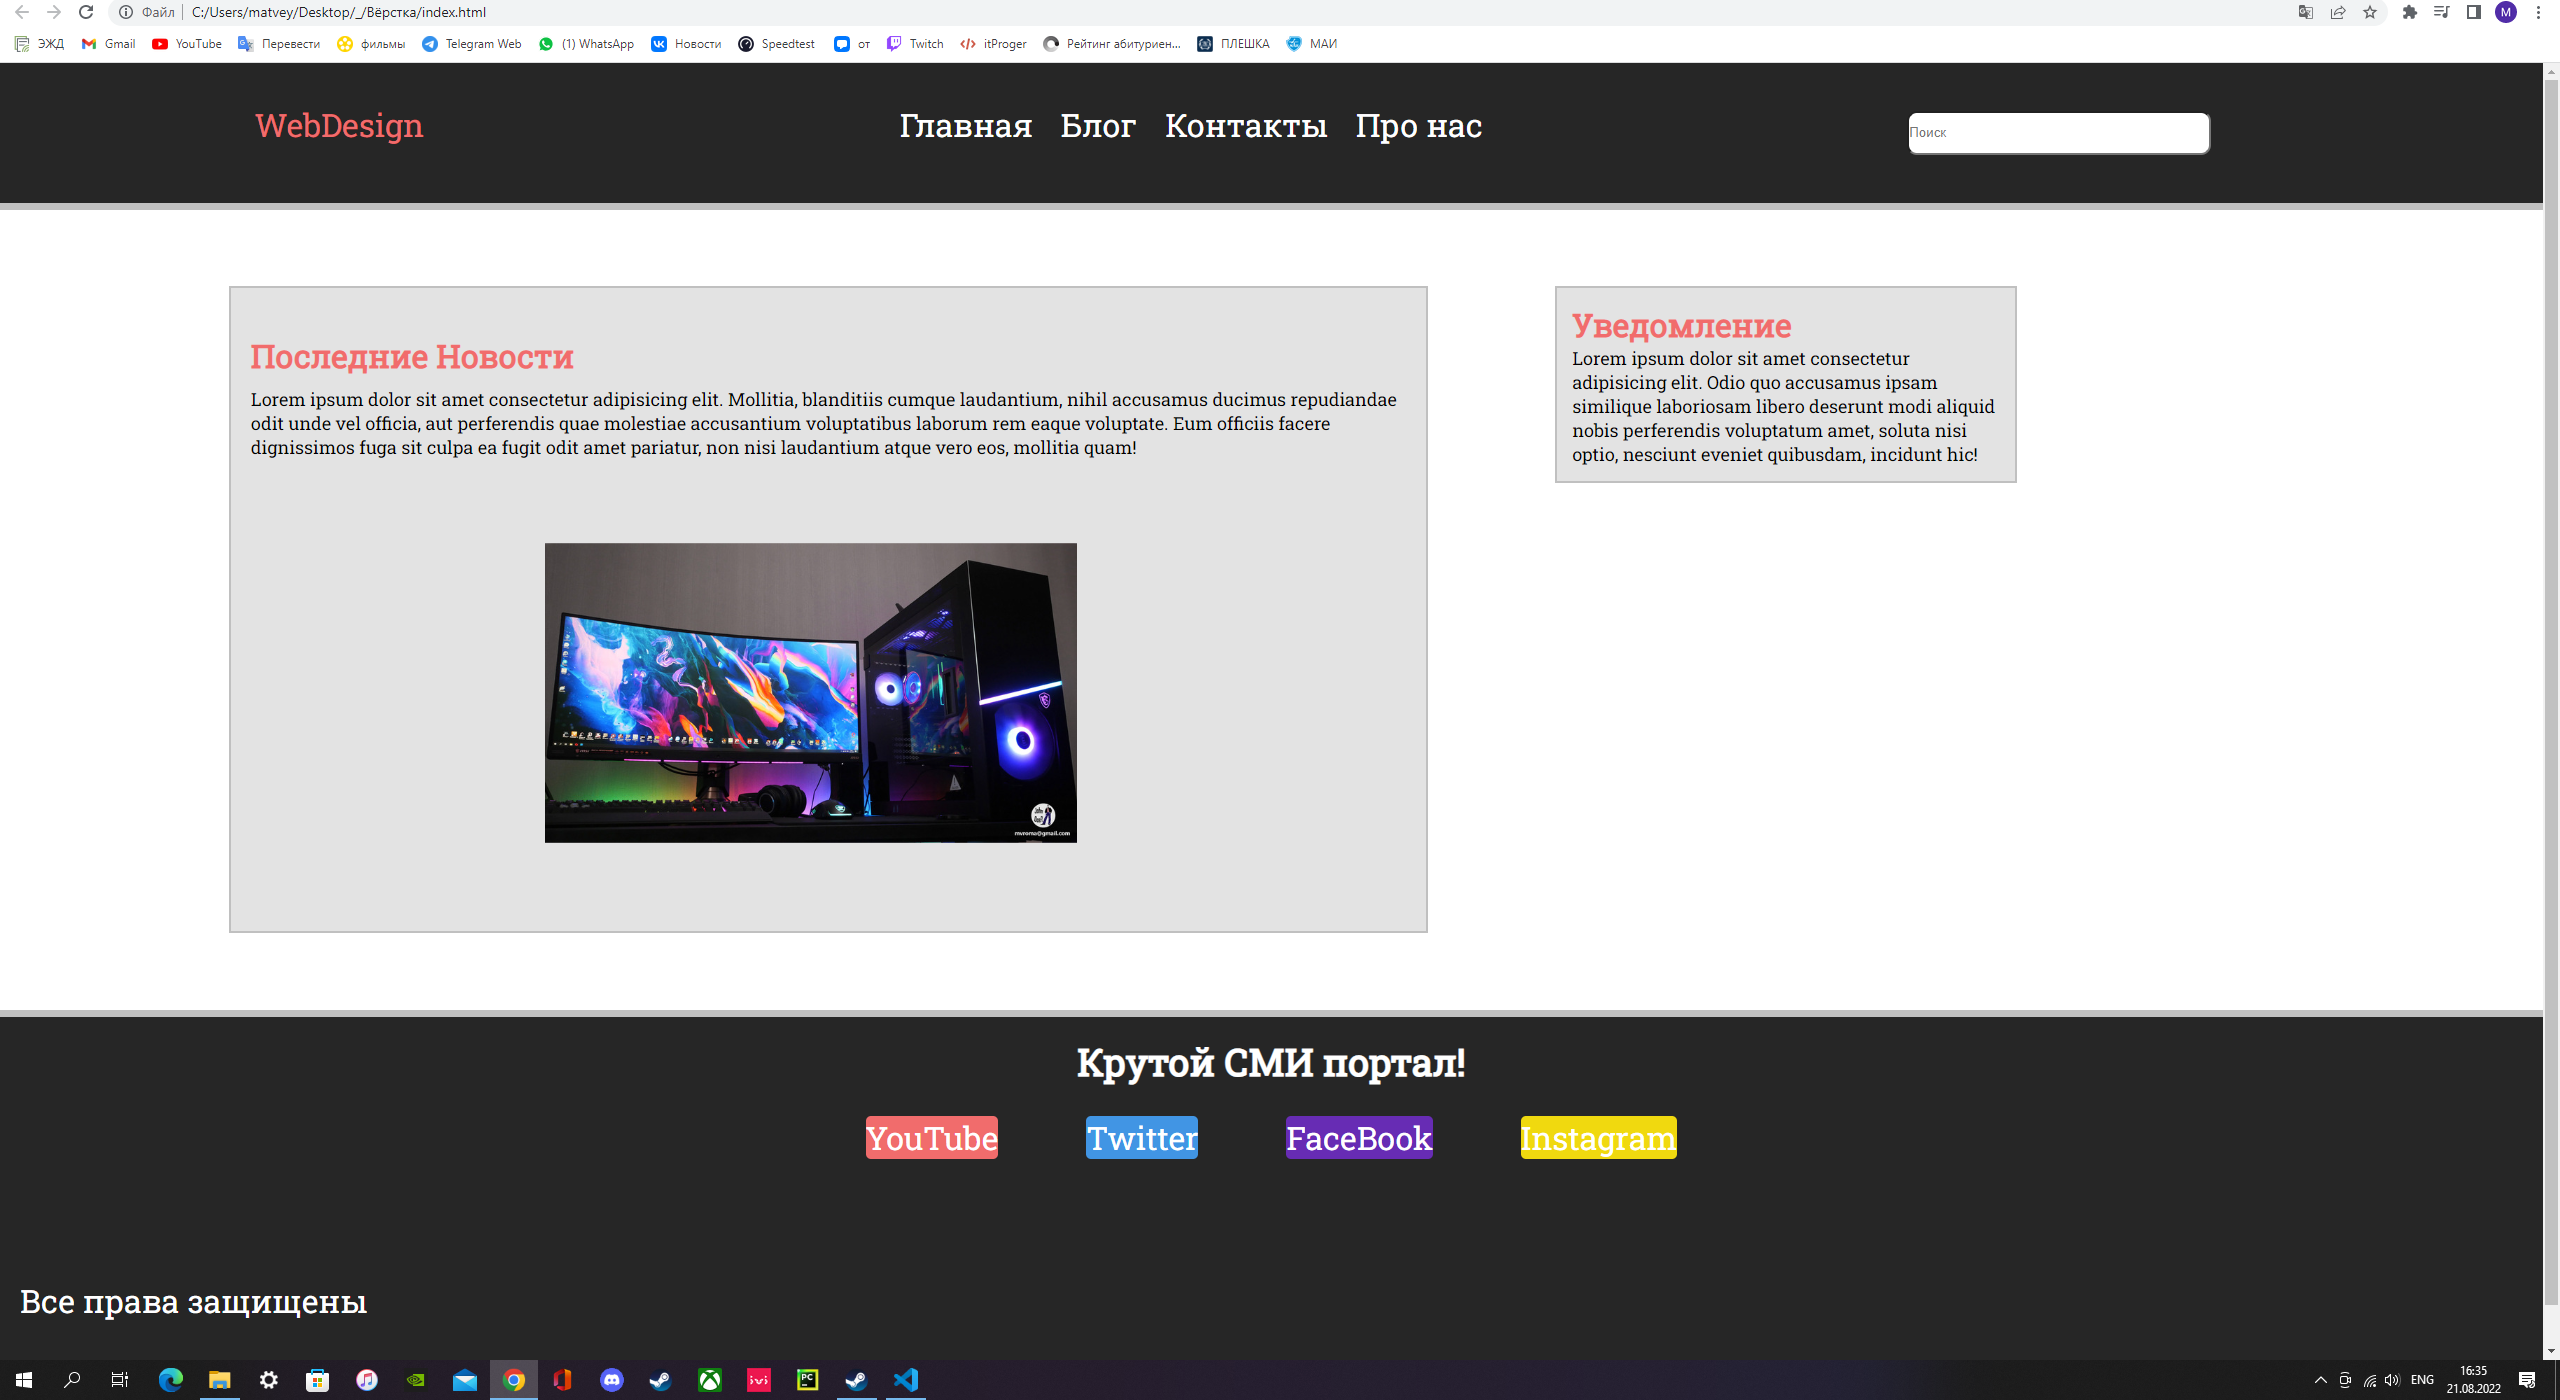 Файл
C:/Users/matvey/Desktop/_/Вёрстка/index.html
M
ЭЖД
Gmail
YouTube
Перевести
фильмы
Telegram Web
(1) WhatsApp
Новости
Speedtest
от
Twitch
itProger
Рейтинг абитуриен...
ПЛЕШКА
МАИ
WebDesign
Главная
Блог
Контакты
Про нас
Поиск
Последние Новости
Lorem ipsum dolor sit amet consectetur adipisicing elit. Mollitia, blanditiis cumque laudantium, nihil accusamus ducimus repudiandae
odit unde vel officia, aut perferendis quae molestiae accusantium voluptatibus laborum rem eaque voluptate. Eum officiis facere
dignissimos fuga sit culpa ea fugit odit amet pariatur, non nisi laudantium atque vero eos, mollitia quam!
mvroma@gmail.com
Уведомление
Lorem ipsum dolor sit amet consectetur
adipisicing elit. Odio quo accusamus ipsam
similique laboriosam libero deserunt modi aliquid
nobis perferendis voluptatum amet, soluta nisi
optio, nesciunt eveniet quibusdam, incidunt hic!
Крутой СМИ портал!
YouTube
Twitter
FaceBook
Instagram
Все права защищены
ivi
PC
ENG
16:35
21.08.2022